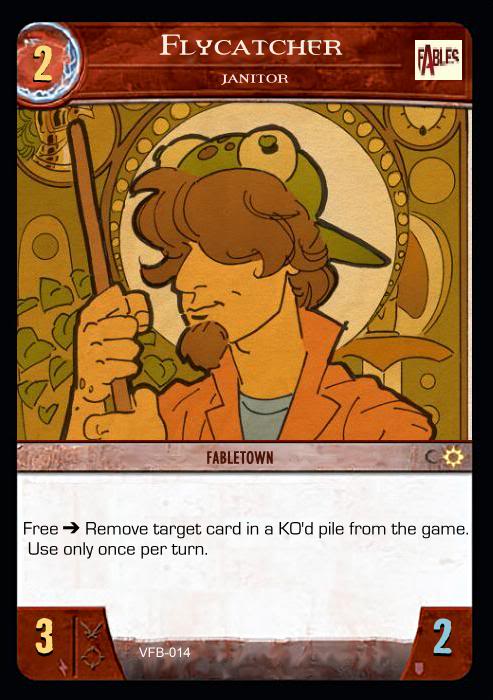 2
FLYCATCHER
FABLES
JANITOR
FABLETOWN
Free ➔ Remove target card in a KO'd pile from the game.
Use only once per turn.
3
2
VFB-014